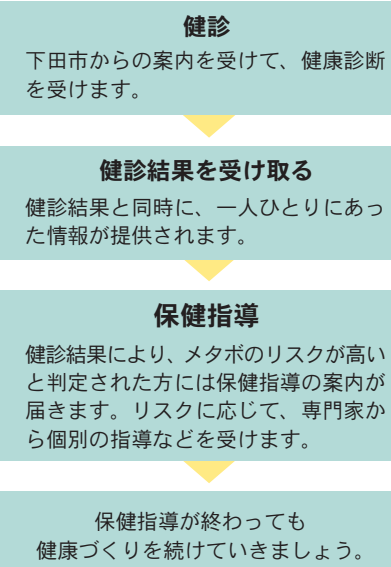 健診
下田市からの案内を受けて、健康診断
を受けます。
健診結果を受け取る
健診結果と同時に、一人ひとりにあっ
た情報が提供されます。
保健指導
健診結果により、メタボのリスクが高い
と判定された方には保健指導の案内が
届きます。リスクに応じて、専門家か
ら個別の指導などを受けます。
保健指導が終わっても
健康づくりを続けていきましょう。